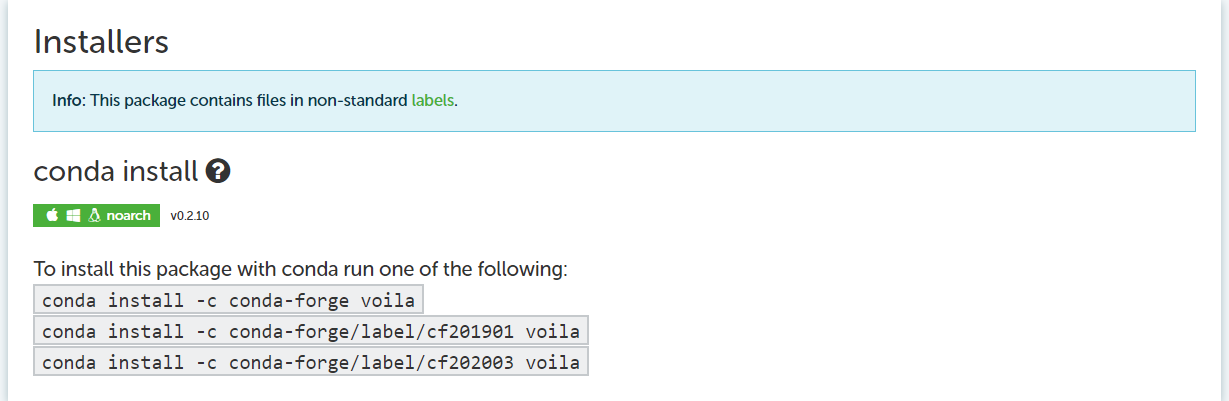 Installers
Info: This package contains files in non-standard labels.
conda install ?
noarch v0.2.10
To install this package with conda run one of the following:
conda install -c conda-forge voila
conda install -c conda-forge/label/cf201901 voila
conda install -c conda-forge/label/cf202003 voila